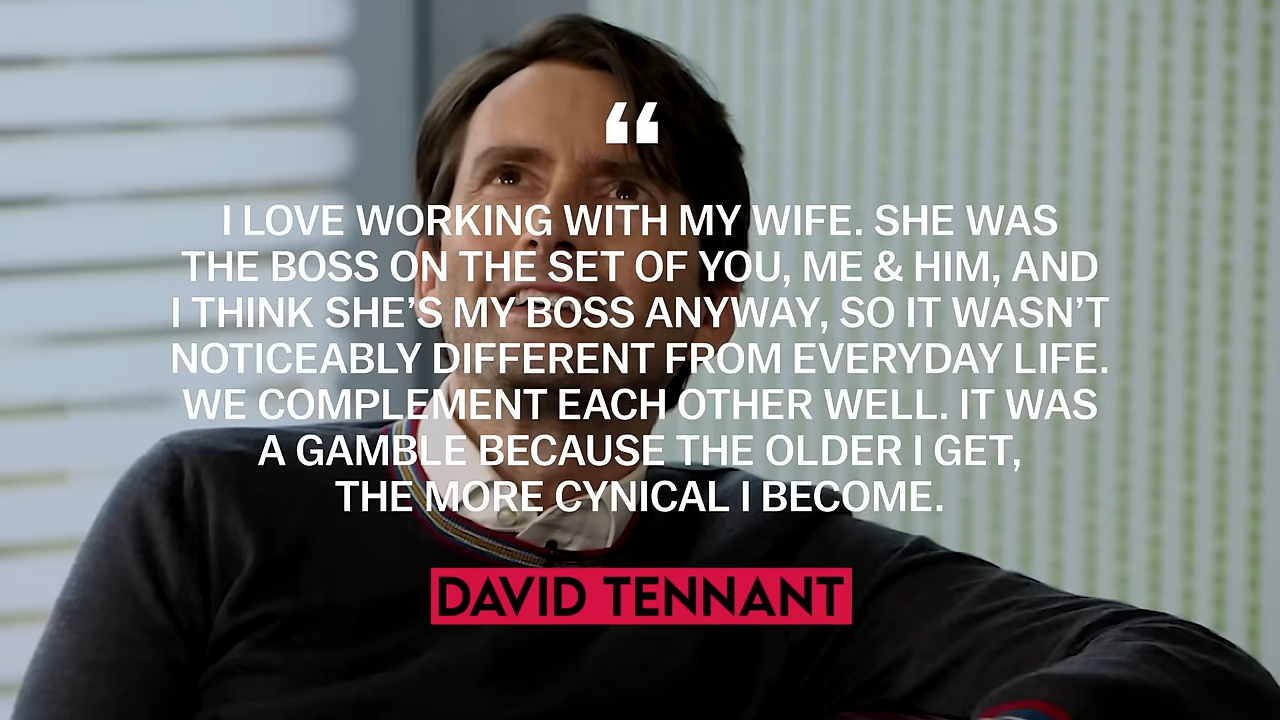 “
I LOVE WORKING WITH MY WIFE. SHE WAS
THE BOSS ON THE SET OF YOU, ME & HIM, AND
I THINK SHE’S MY BOSS ANYWAY, SO IT WASN’T
NOTICEABLY DIFFERENT FROM EVERYDAY LIFE.
WE COMPLEMENT EACH OTHER WELL. IT WAS
A GAMBLE BECAUSE THE OLDER I GET,
THE MORE CYNICAL I BECOME.
DAVID TENNANT